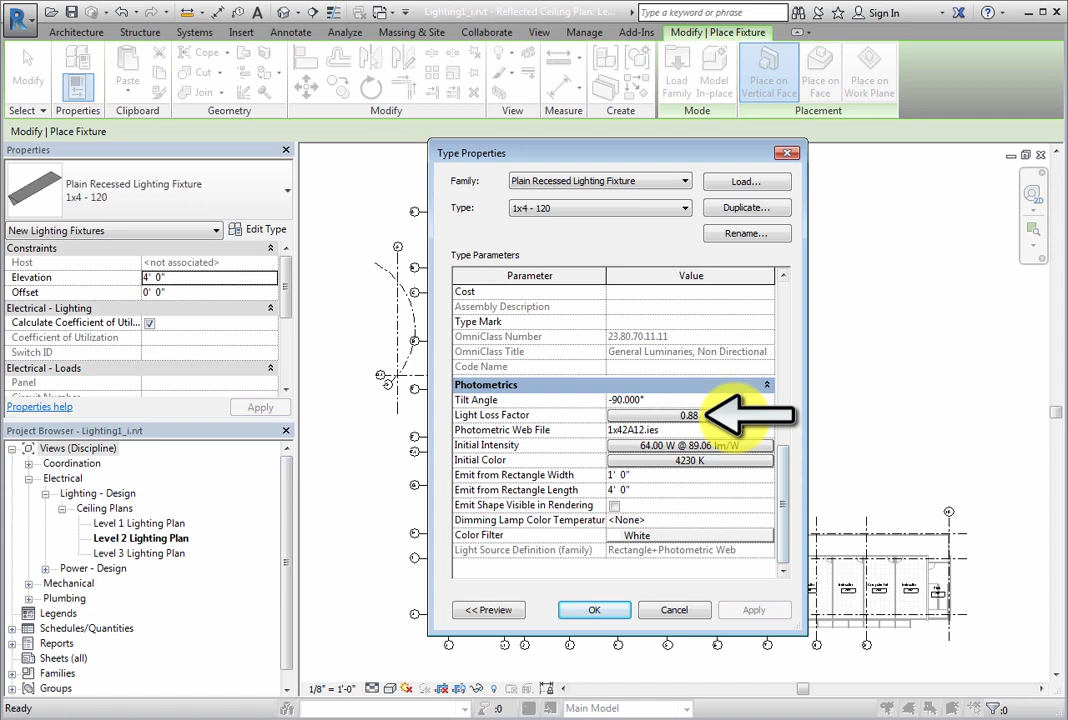 Lighting1_i.rvt - Reflected Ceiling Plan: Le...
Type a keyword or phrase
Sign In
Architecture Structure Systems Insert Annotate Analyze Massing & Site Collaborate View Manage Add-Ins Modify | Place Fixture
Modify
Paste
Cope
Cut
Join
Load Family
Model In-place
Place on Vertical Face
Place on Face
Place on Work Plane
Select Properties Clipboard Geometry Modify View Measure Create Mode Placement
Modify | Place Fixture
Properties
Plain Recessed Lighting Fixture
1x4 - 120
New Lighting Fixtures Edit Type
Constraints
Host <not associated>
Elevation 4' 0"
Offset 0' 0"
Electrical - Lighting
Calculate Coefficient of Util...
Coefficient of Utilization
Switch ID
Electrical - Loads
Panel
Properties help Apply
Project Browser - Lighting1_i.rvt
Views (Discipline)
Coordination
Electrical
Lighting - Design
Ceiling Plans
Level 1 Lighting Plan
Level 2 Lighting Plan
Level 3 Lighting Plan
Power - Design
Mechanical
Plumbing
Legends
Schedules/Quantities
Reports
Sheets (all)
Families
Groups
Type Properties
Family: Plain Recessed Lighting Fixture Load...
Type: 1x4 - 120 Duplicate...
Rename...
Type Parameters
Parameter Value
Cost
Assembly Description
Type Mark
OmniClass Number 23.80.70.11.11
OmniClass Title General Luminaries, Non Directional
Code Name
Photometrics
Tilt Angle -90.000°
Light Loss Factor 0.88
Photometric Web File 1x42A12.ies
Initial Intensity 64.00 W @ 89.06 lm/W
Initial Color 4230 K
Emit from Rectangle Width 1' 0"
Emit from Rectangle Length 4' 0"
Emit Shape Visible in Rendering
Dimming Lamp Color Temperatur <None>
Color Filter White
Light Source Definition (family) Rectangle+Photometric Web
<< Preview OK Cancel Apply
1/8" = 1'-0"
Ready :0 Main Model :0